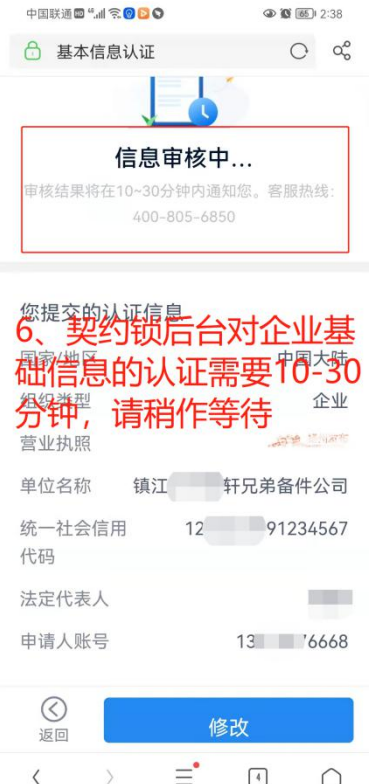 中国联通 HD 4G 65 2:38
基本信息认证
信息审核中...
审核结果将在10~30分钟内通知您。客服热线：
400-805-6850
您提交的认证信息
6、契约锁后台对企业基
础信息的认证需要10-30
分钟，请稍作等待
国家/地区 中国大陆
组织类型 企业
营业执照
单位名称 镇江 轩兄弟备件公司
统一社会信用 12 91234567
代码
法定代表人
申请人账号 13 76668
返回
修改
4